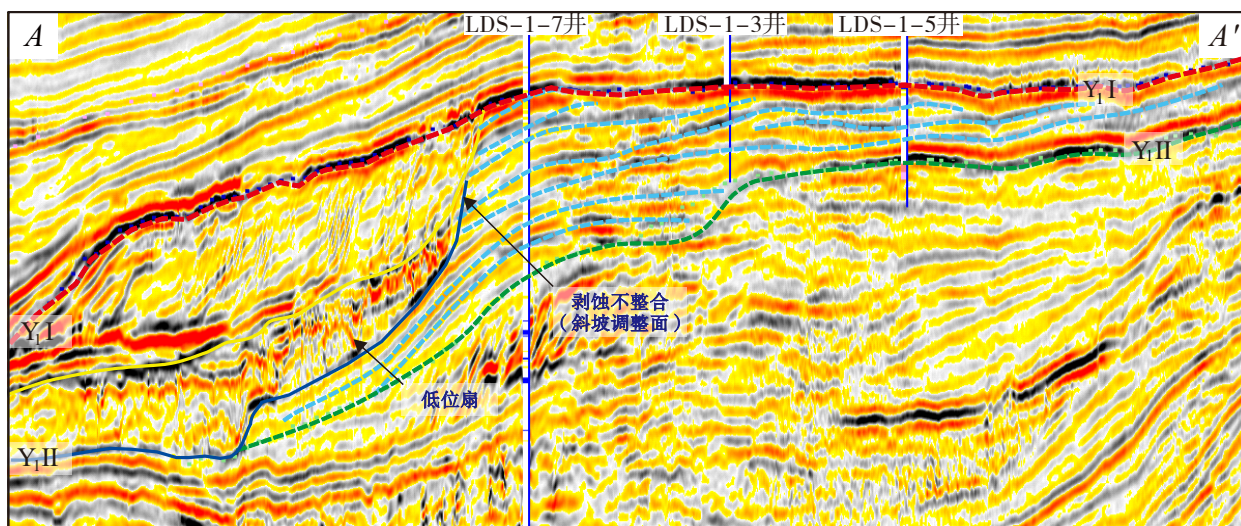 A
LDS-1-7井
LDS-1-3井
LDS-1-5井
A′
Y₁I
Y₁II
剥蚀不整合
（斜坡调整面）
Y₁I
低位扇
Y₁II